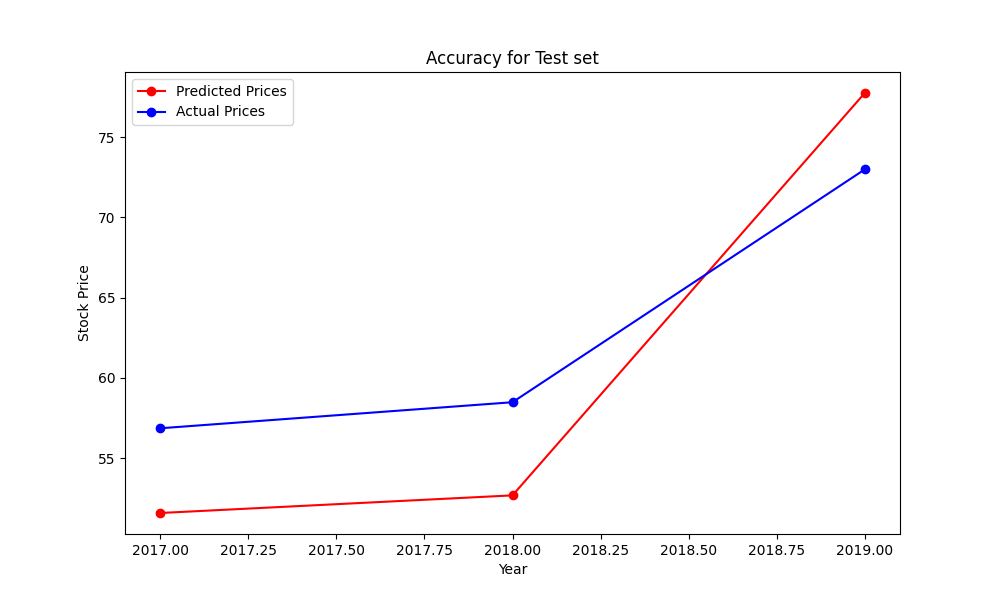 Accuracy for Test set
Predicted Prices
Actual Prices
75
70
65
60
55
Stock Price
2017.00 2017.25 2017.50 2017.75 2018.00 2018.25 2018.50 2018.75 2019.00
Year